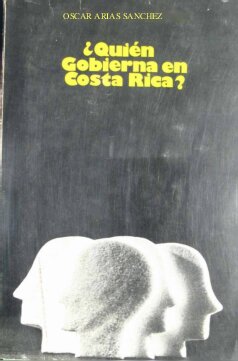 OSCAR ARIAS SANCHEZ
¿Quién
Gobierna en
Costa Rica?